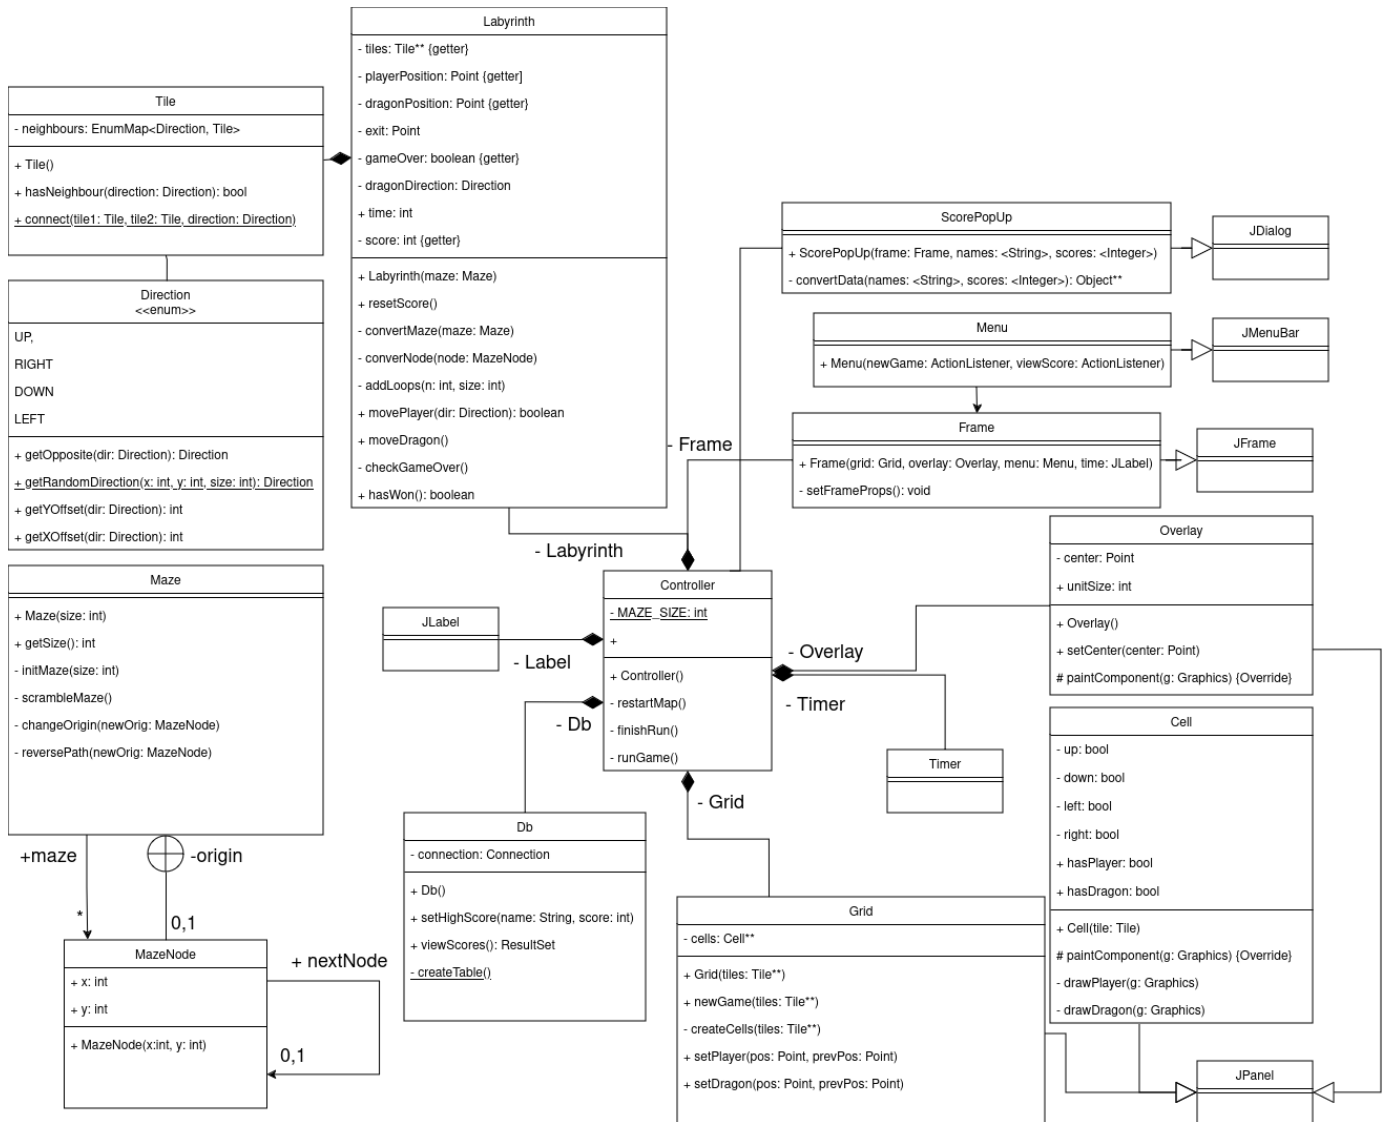 Labyrinth
- tiles: Tile** {getter}
- playerPosition: Point {getter]
- dragonPosition: Point {getter}
- exit: Point
- gameOver: boolean {getter}
- dragonDirection: Direction
+ time: int
- score: int {getter}
+ Labyrinth(maze: Maze)
+ resetScore()
- convertMaze(maze: Maze)
- converNode(node: MazeNode)
- addLoops(n: int, size: int)
+ movePlayer(dir: Direction): boolean
+ moveDragon()
- checkGameOver()
+ hasWon(): boolean
Tile
- neighbours: EnumMap<Direction, Tile>
+ Tile()
+ hasNeighbour(direction: Direction): bool
+ connect(tile1: Tile, tile2: Tile, direction: Direction)
Direction
<<enum>>
UP,
RIGHT
DOWN
LEFT
+ getOpposite(dir: Direction): Direction
+ getRandomDirection(x: int, y: int, size: int): Direction
+ getYOffset(dir: Direction): int
+ getXOffset(dir: Direction): int
ScorePopUp
+ ScorePopUp(frame: Frame, names: <String>, scores: <Integer>)
- convertData(names: <String>, scores: <Integer>): Object**
JDialog
Menu
+ Menu(newGame: ActionListener, viewScore: ActionListener)
JMenuBar
Frame
+ Frame(grid: Grid, overlay: Overlay, menu: Menu, time: JLabel)
- setFrameProps(): void
JFrame
- Frame
- Labyrinth
Controller
- MAZE_SIZE: int
+
+ Controller()
- restartMap()
- finishRun()
- runGame()
JLabel
- Label
- Db
- Overlay
- Timer
- Grid
Timer
Overlay
- center: Point
+ unitSize: int
+ Overlay()
+ setCenter(center: Point)
# paintComponent(g: Graphics) {Override}
Cell
- up: bool
- down: bool
- left: bool
- right: bool
+ hasPlayer: bool
+ hasDragon: bool
+ Cell(tile: Tile)
# paintComponent(g: Graphics) {Override}
- drawPlayer(g: Graphics)
- drawDragon(g: Graphics)
Maze
+ Maze(size: int)
+ getSize(): int
- initMaze(size: int)
- scrambleMaze()
- changeOrigin(newOrig: MazeNode)
- reversePath(newOrig: MazeNode)
+maze
-origin
*
0,1
MazeNode
+ x: int
+ y: int
+ MazeNode(x:int, y: int)
+ nextNode
0,1
Db
- connection: Connection
+ Db()
+ setHighScore(name: String, score: int)
+ viewScores(): ResultSet
- createTable()
Grid
- cells: Cell**
+ Grid(tiles: Tile**)
+ newGame(tiles: Tile**)
- createCells(tiles: Tile**)
+ setPlayer(pos: Point, prevPos: Point)
+ setDragon(pos: Point, prevPos: Point)
JPanel